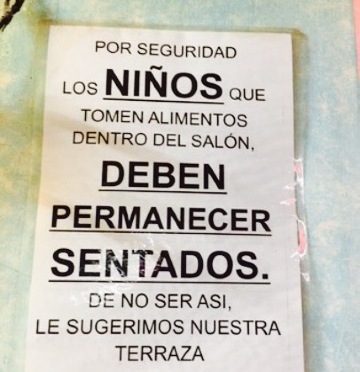 POR SEGURIDAD
LOS NIÑOS QUE
TOMEN ALIMENTOS
DENTRO DEL SALÓN,
DEBEN
PERMANECER
SENTADOS.
DE NO SER ASI,
LE SUGERIMOS NUESTRA
TERRAZA